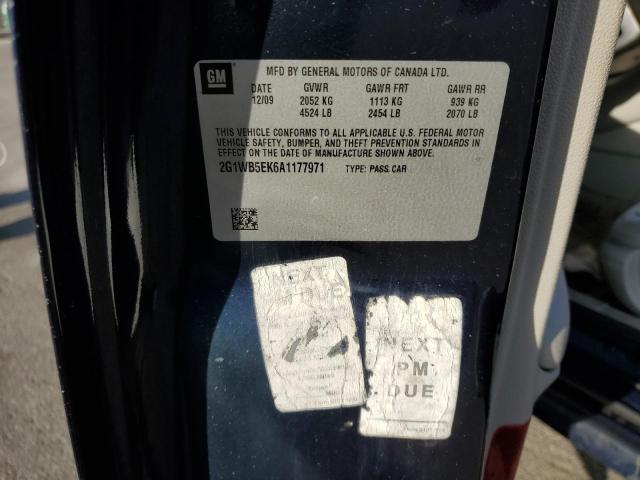 GM
MFD BY GENERAL MOTORS OF CANADA LTD.
DATE GVWR GAWR FRT GAWR RR
12/09 2052 KG 1113 KG 939 KG
4524 LB 2454 LB 2070 LB
THIS VEHICLE CONFORMS TO ALL APPLICABLE U.S. FEDERAL MOTOR
VEHICLE SAFETY, BUMPER, AND THEFT PREVENTION STANDARDS IN
EFFECT ON THE DATE OF MANUFACTURE SHOWN ABOVE.
2G1WB5EK6A1177971 TYPE: PASS. CAR
NEXT
DUE
NEXT
PM
DUE